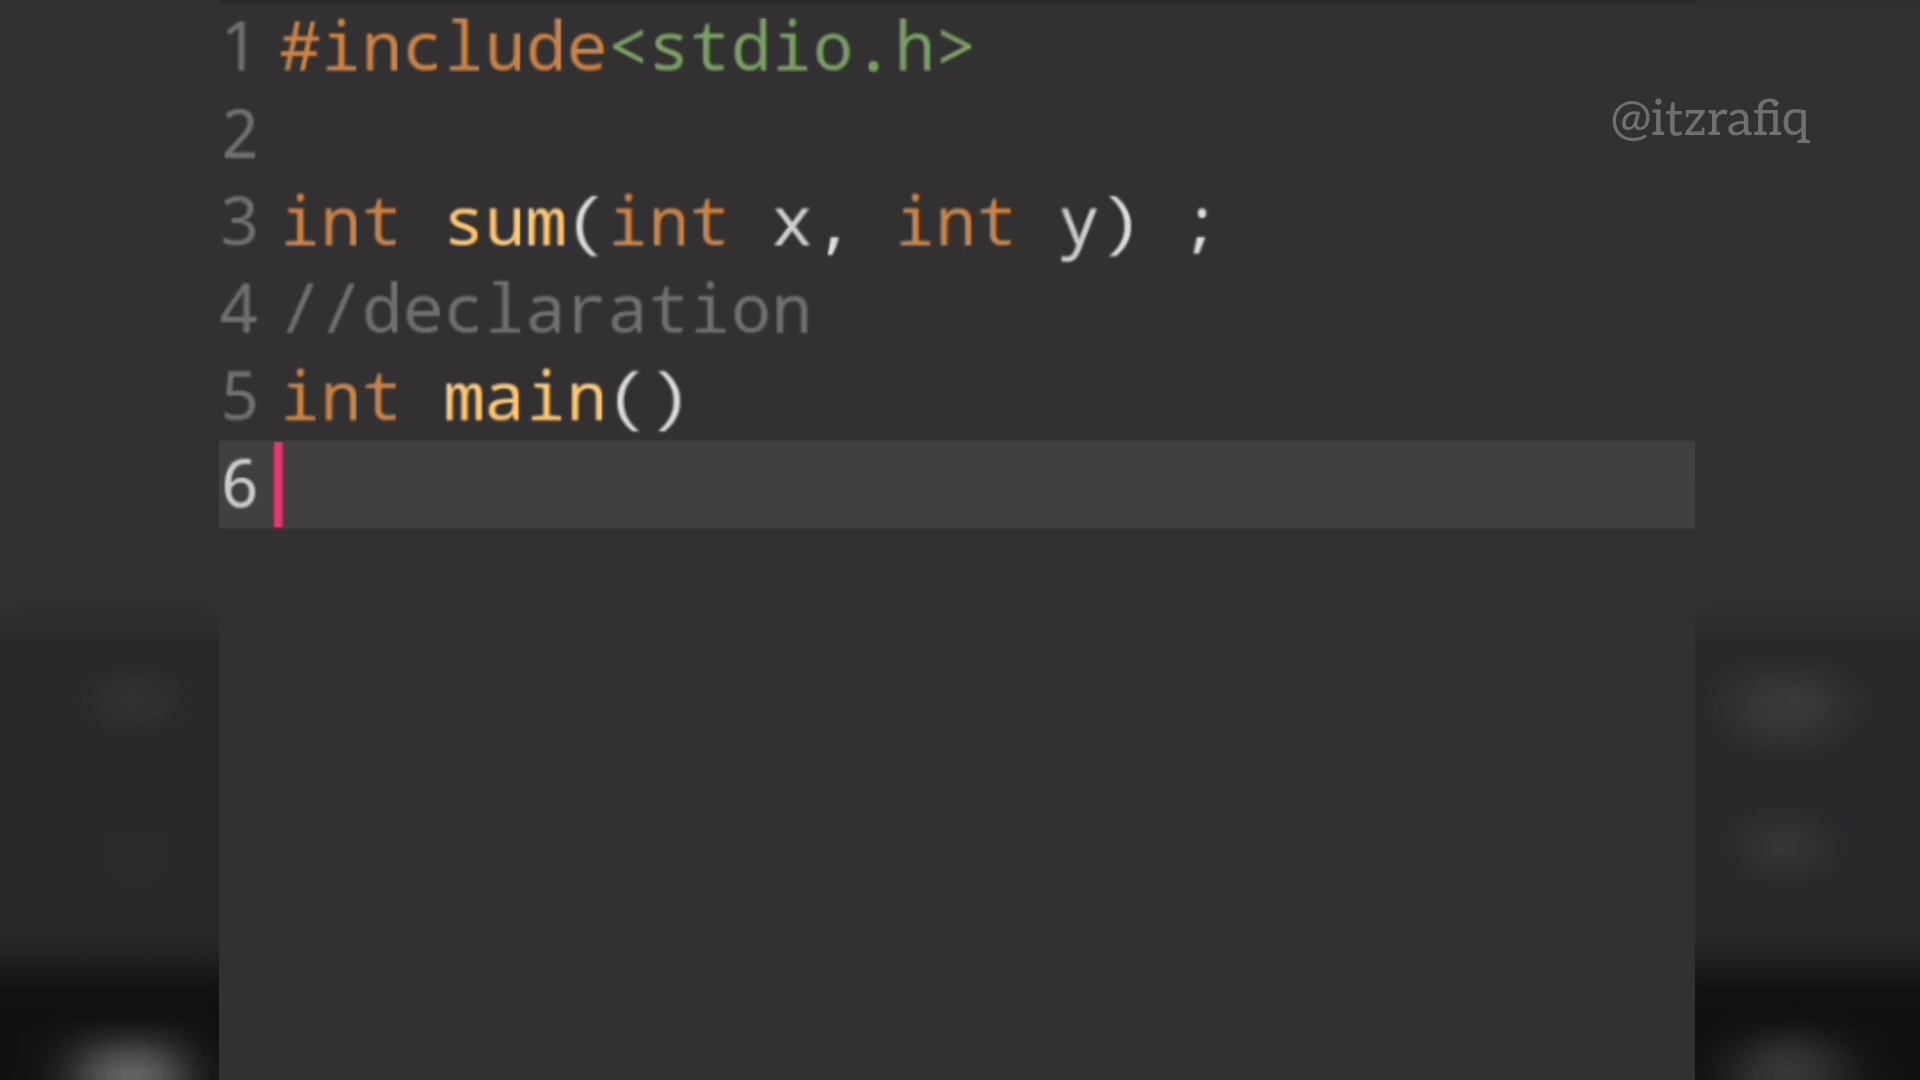 1 #include<stdio.h>
2
@itzrafiq
3 int sum(int x, int y) ;
4 //declaration
5 int main()
6